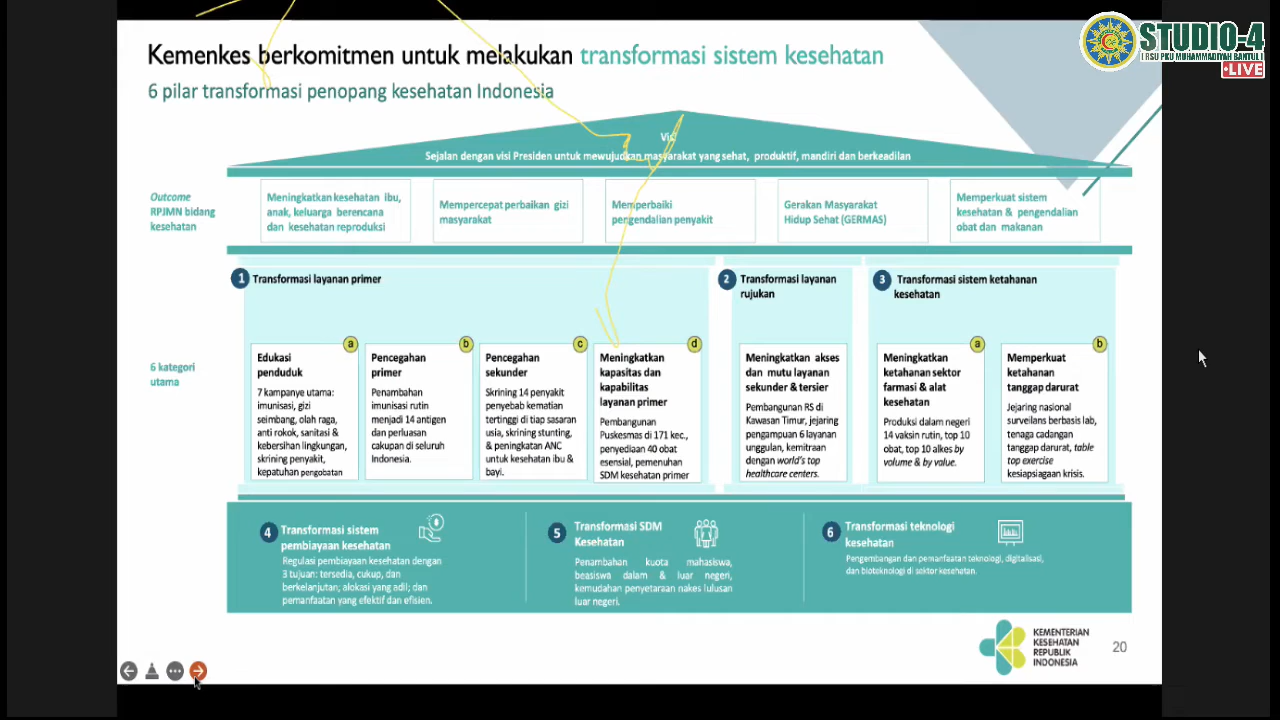 Kemenkes berkomitmen untuk melakukan transformasi sistem kesehatan
6 pilar transformasi penopang kesehatan Indonesia
STUDIO-4
RSU PKU MUHAMMADIYAH BANTUL
LIVE
Visi
Sejalan dengan visi Presiden untuk mewujudkan masyarakat yang sehat, produktif, mandiri dan berkeadilan
Outcome
RPJMN bidang
kesehatan
Meningkatkan kesehatan ibu,
anak, keluarga berencana
dan kesehatan reproduksi
Mempercepat perbaikan gizi
masyarakat
Memperbaiki
pengendalian penyakit
Gerakan Masyarakat
Hidup Sehat (GERMAS)
Memperkuat sistem
kesehatan & pengendalian
obat dan makanan
6 kategori
utama
1 Transformasi layanan primer
a
Edukasi
penduduk
7 kampanye utama:
imunisasi, gizi
seimbang, olah raga,
anti rokok, sanitasi &
kebersihan lingkungan,
skrining penyakit,
kepatuhan pengobatan
b
Pencegahan
primer
Penambahan
imunisasi rutin
menjadi 14 antigen
dan perluasan
cakupan di seluruh
Indonesia.
c
Pencegahan
sekunder
Skrining 14 penyakit
penyebab kematian
tertinggi di tiap sasaran
usia, skrining stunting,
& peningkatan ANC
untuk kesehatan ibu &
bayi.
d
Meningkatkan
kapasitas dan
kapabilitas
layanan primer
Pembangunan
Puskesmas di 171 kec.,
penyediaan 40 obat
esensial, pemenuhan
SDM kesehatan primer
2 Transformasi layanan
rujukan
Meningkatkan akses
dan mutu layanan
sekunder & tersier
Pembangunan RS di
Kawasan Timur, jejaring
pengampuan 6 layanan
unggulan, kemitraan
dengan world's top
healthcare centers.
3 Transformasi sistem ketahanan
kesehatan
a
Meningkatkan
ketahanan sektor
farmasi & alat
kesehatan
Produksi dalam negeri
14 vaksin rutin, top 10
obat, top 10 alkes by
volume & by value.
b
Memperkuat
ketahanan
tanggap darurat
Jejaring nasional
surveilans berbasis lab,
tenaga cadangan
tanggap darurat, table
top exercise
kesiapsiagaan krisis.
4 Transformasi sistem
pembiayaan kesehatan
Regulasi pembiayaan kesehatan dengan
3 tujuan: tersedia, cukup, dan
berkelanjutan; alokasi yang adil; dan
pemanfaatan yang efektif dan efisien.
5 Transformasi SDM
Kesehatan
Penambahan kuota mahasiswa,
beasiswa dalam & luar negeri,
kemudahan penyetaraan nakes lulusan
luar negeri.
6 Transformasi teknologi
kesehatan
Pengembangan dan pemanfaatan teknologi, digitalisasi,
dan bioteknologi di sektor kesehatan.
KEMENTERIAN
KESEHATAN
REPUBLIK
INDONESIA
20